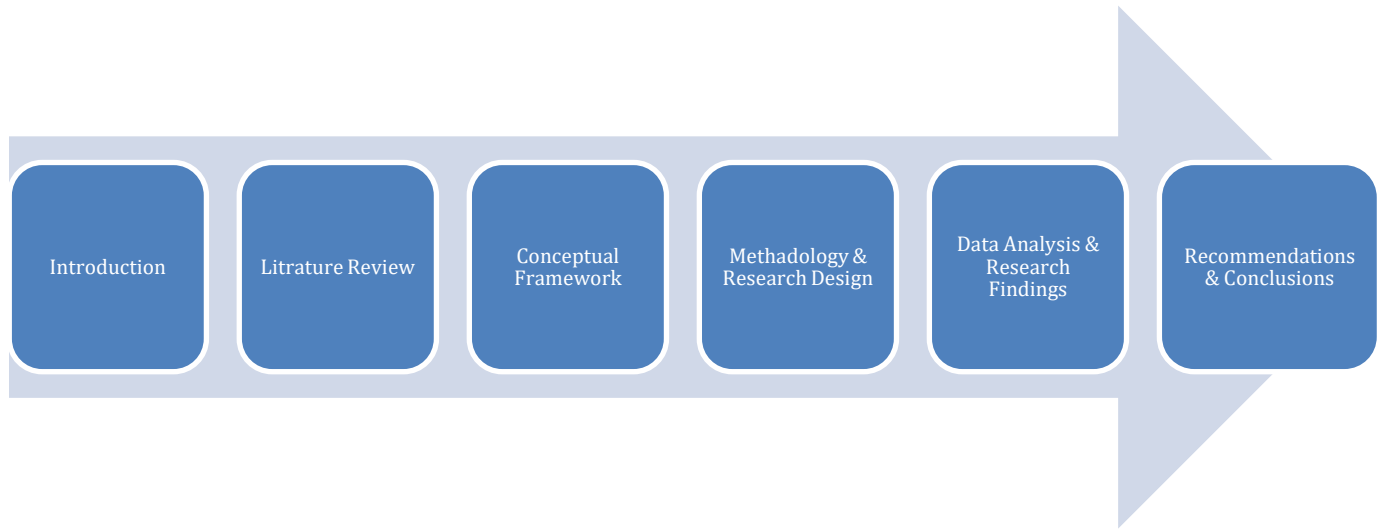 Introduction
Litrature Review
Conceptual
Framework
Methadology &
Research Design
Data Analysis &
Research
Findings
Recommendations
& Conclusions